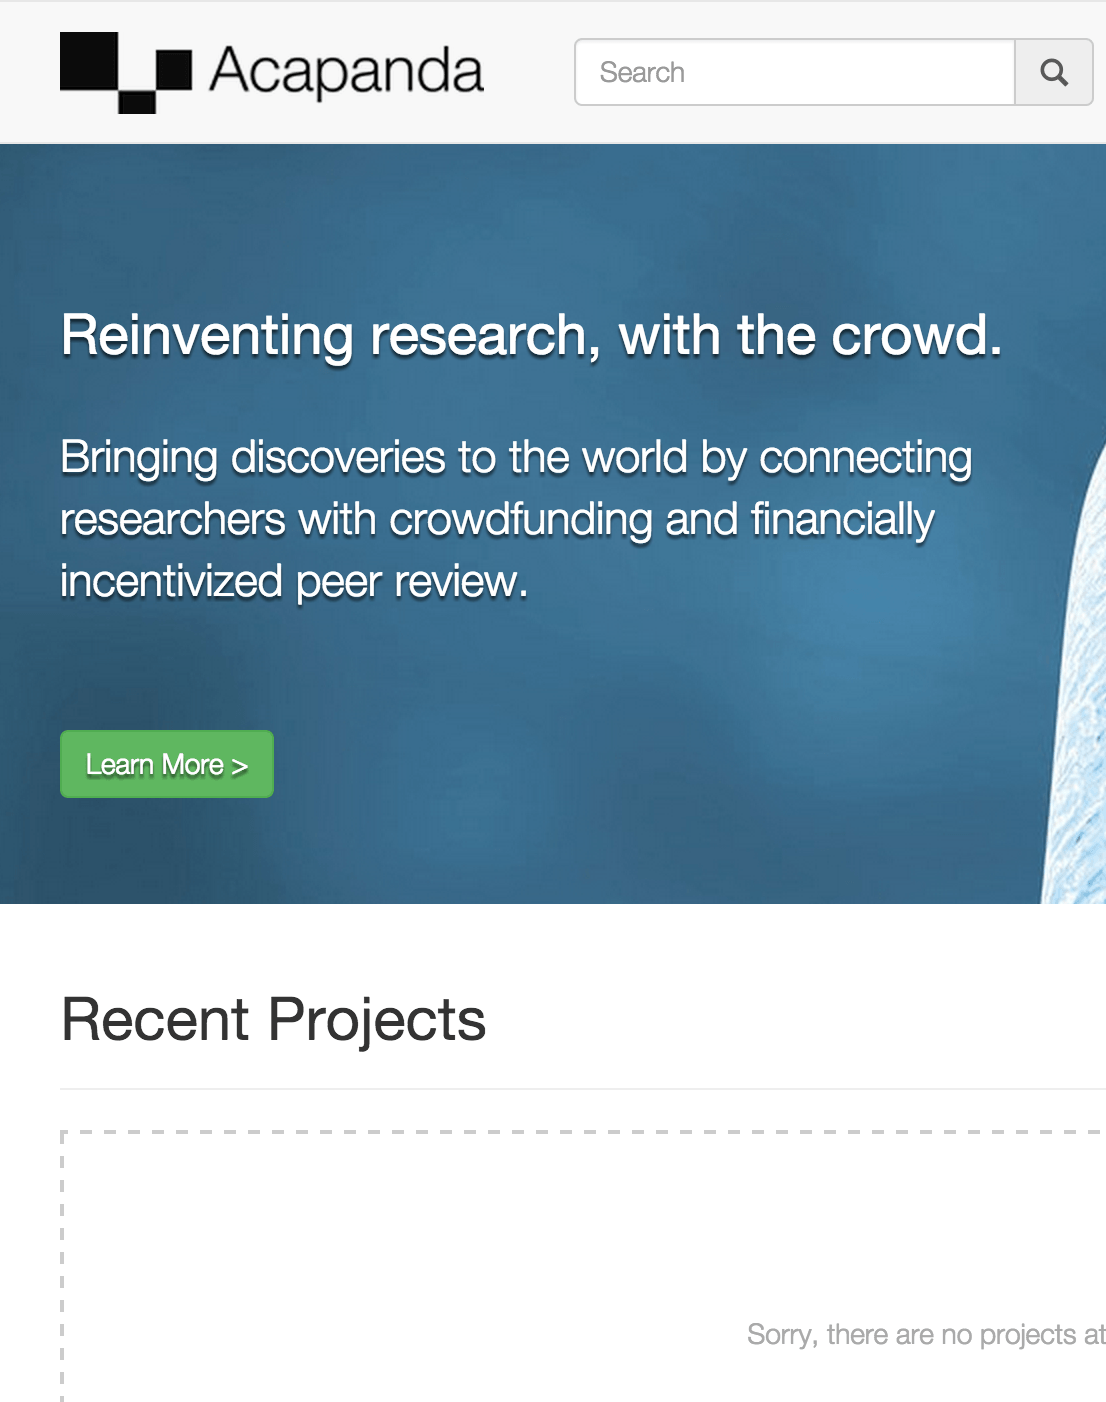 Acapanda
Search
Reinventing research, with the crowd.
Bringing discoveries to the world by connecting
researchers with crowdfunding and financially
incentivized peer review.
Learn More >
Recent Projects
Sorry, there are no projects at